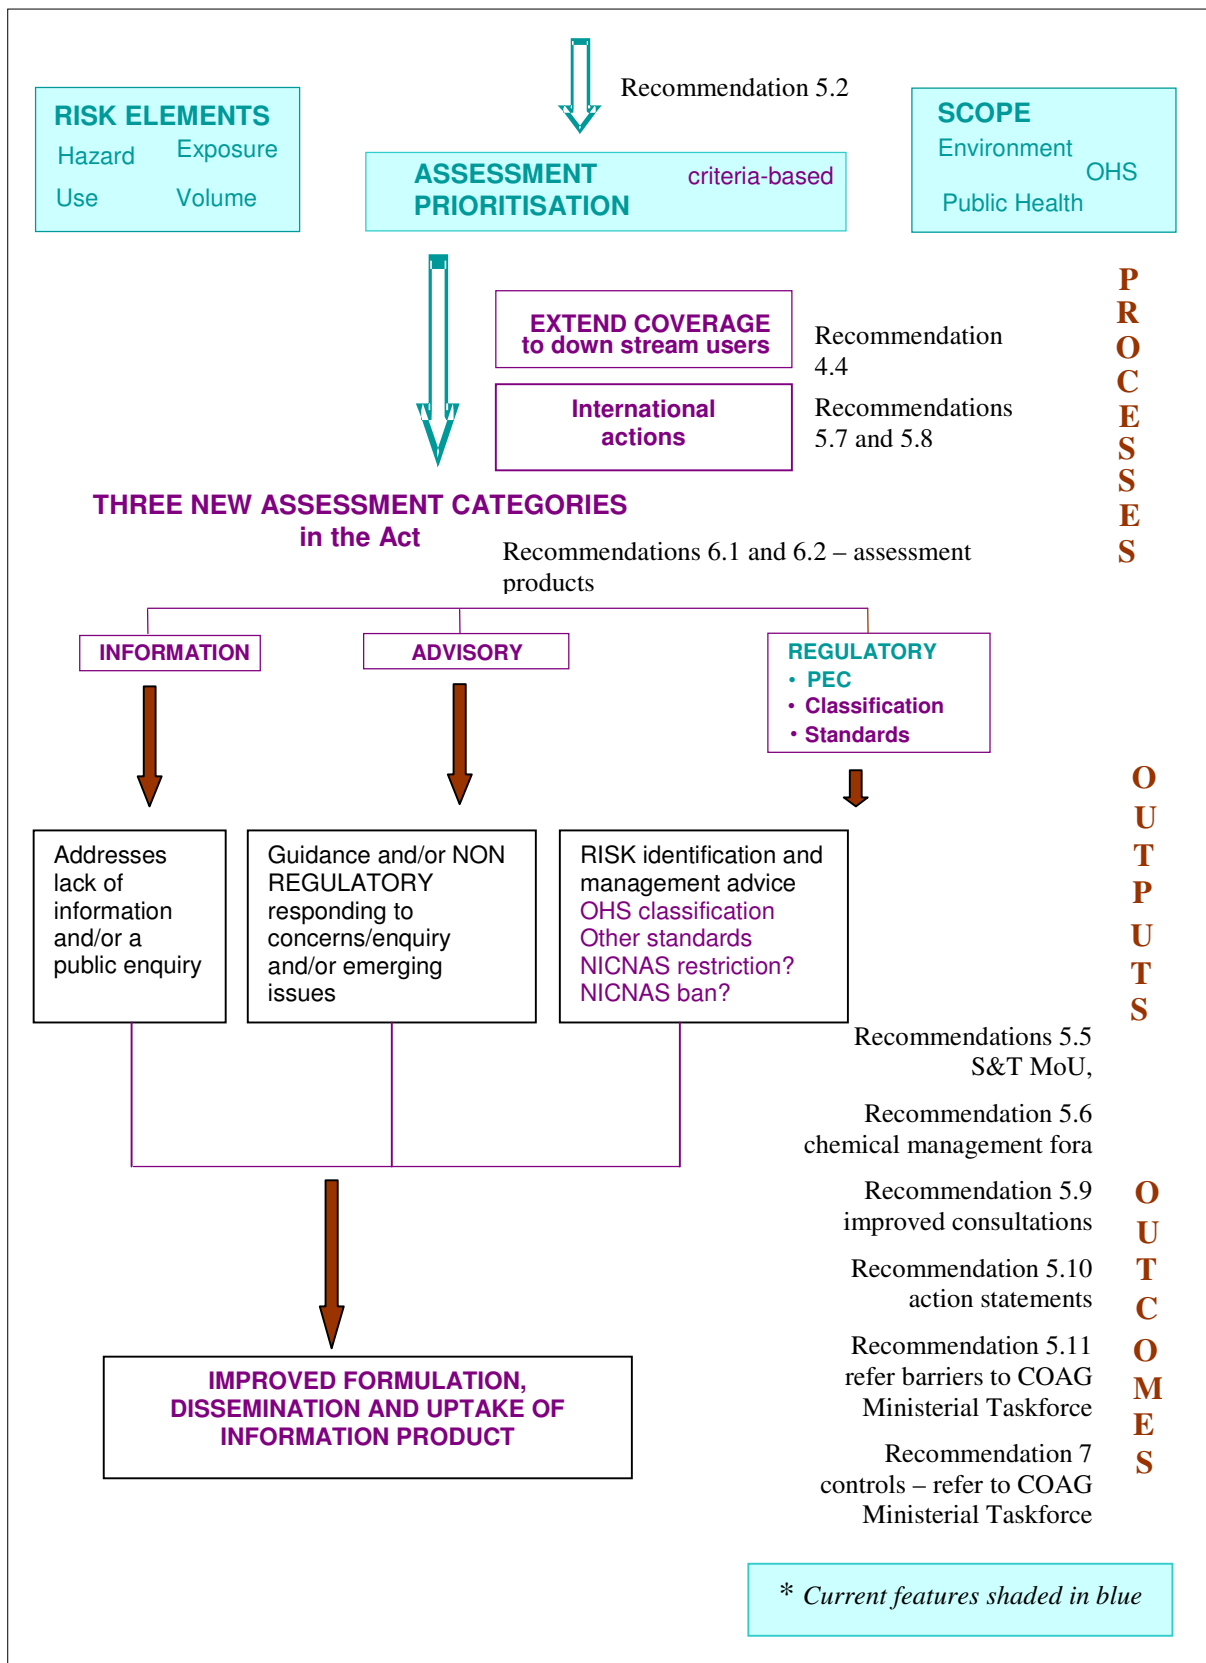 Recommendation 5.2
RISK ELEMENTS
Hazard Exposure
Use Volume
ASSESSMENT criteria-based
PRIORITISATION
SCOPE
Environment
OHS
Public Health
PROCESSES
EXTEND COVERAGE
to down stream users
Recommendation
4.4
International
actions
Recommendations
5.7 and 5.8
THREE NEW ASSESSMENT CATEGORIES
in the Act
Recommendations 6.1 and 6.2 – assessment
products
INFORMATION
ADVISORY
REGULATORY
• PEC
• Classification
• Standards
OUTPUTS
Addresses
lack of
information
and/or a
public enquiry
Guidance and/or NON
REGULATORY
responding to
concerns/enquiry
and/or emerging
issues
RISK identification and
management advice
OHS classification
Other standards
NICNAS restriction?
NICNAS ban?
Recommendations 5.5
S&T MoU,
Recommendation 5.6
chemical management fora
Recommendation 5.9
improved consultations
Recommendation 5.10
action statements
Recommendation 5.11
refer barriers to COAG
Ministerial Taskforce
Recommendation 7
controls – refer to COAG
Ministerial Taskforce
OUTCOMES
IMPROVED FORMULATION,
DISSEMINATION AND UPTAKE OF
INFORMATION PRODUCT
* Current features shaded in blue